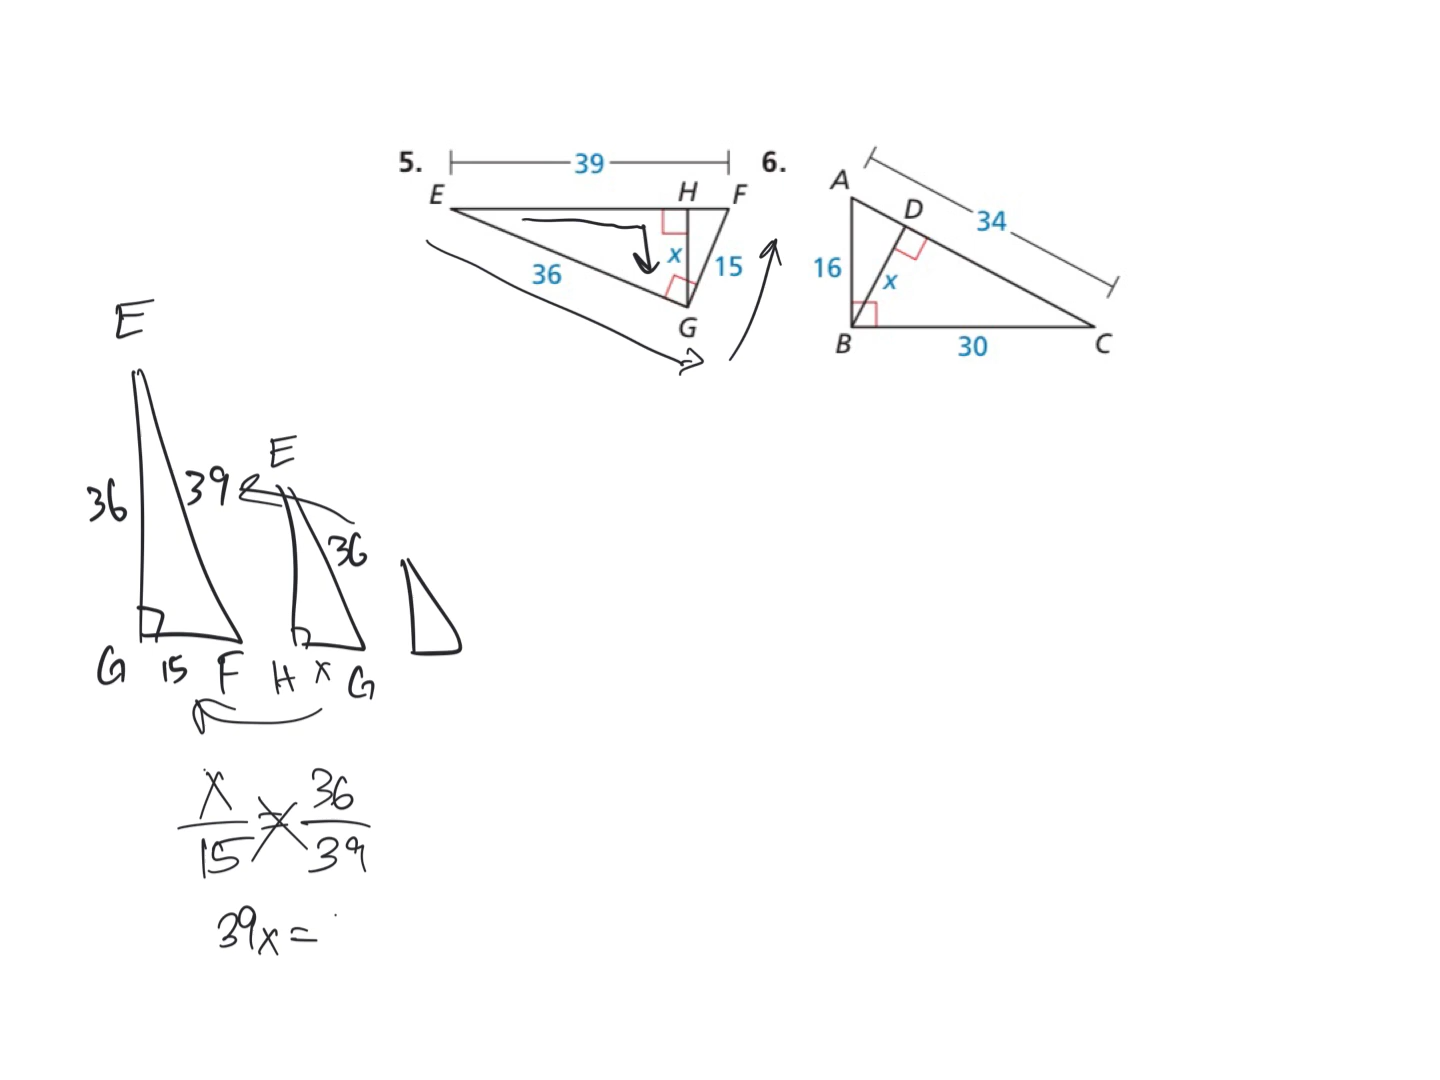 5. 39 6.
E H F
36 x 15
G
A D 34
16 x
B 30 C
E
E
36 39 36
G 15 F H x G
x/15 = 36/39
39x =